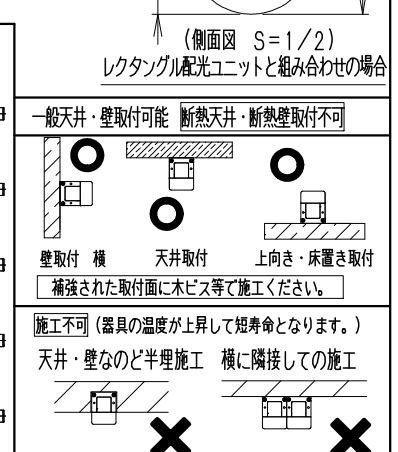 (側面図 S=1/2)
レクタングル配光ユニットと組み合わせの場合
一般天井・壁取付可能 断熱天井・断熱壁取付不可
壁取付 横 天井取付 上向き・床置き取付
補強された取付面に木ビス等で施工ください。
施工不可 (器具の温度が上昇して短寿命となります。)
天井・壁なのど半埋施工 横に隣接しての施工